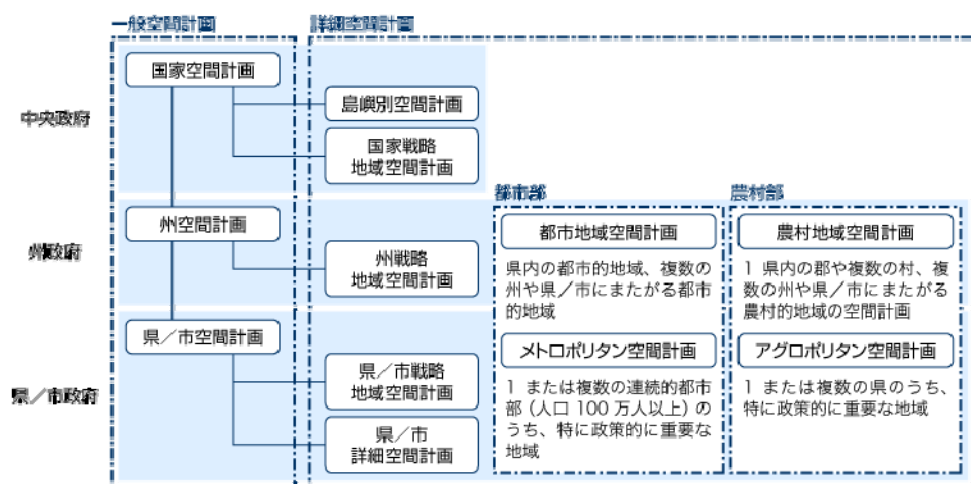 一般空間計画
詳細空間計画
国家空間計画
中央政府
島嶼別空間計画
国家戦略
地域空間計画
都市部
農村部
州空間計画
都市地域空間計画
農村地域空間計画
州政府
州戦略
地域空間計画
県内の都市的地域、複数の
州や県／市にまたがる都市
的地域
1 県内の郡や複数の村、複
数の州や県／市にまたがる
農村的地域の空間計画
県／市空間計画
メトロポリタン空間計画
アグロポリタン空間計画
県／市政府
県／市戦略
地域空間計画
1 または複数の連続的都市
部（人口 100 万人以上）の
うち、特に政策的に重要な
地域
1 または複数の県のうち、
特に政策的に重要な地域
県／市
詳細空間計画